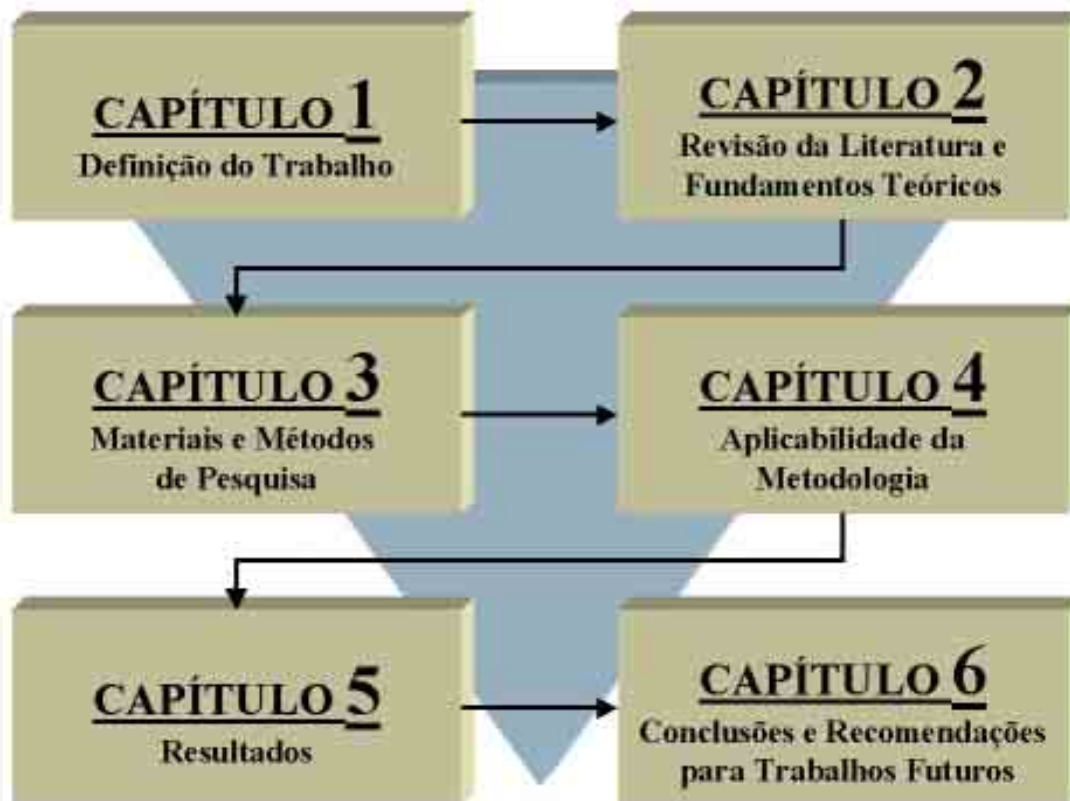 CAPÍTULO 1
Definição do Trabalho
CAPÍTULO 2
Revisão da Literatura e
Fundamentos Teóricos
CAPÍTULO 3
Materiais e Métodos
de Pesquisa
CAPÍTULO 4
Aplicabilidade da
Metodologia
CAPÍTULO 5
Resultados
CAPÍTULO 6
Conclusões e Recomendações
para Trabalhos Futuros